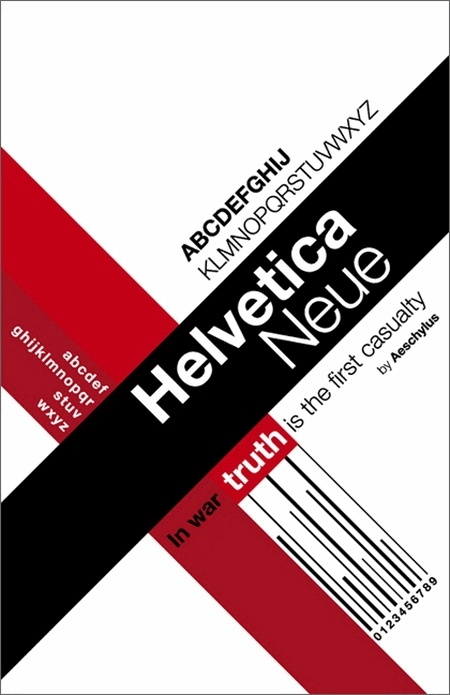 ABCDEFGHIJ
KLMNOPQRSTUVWXYZ
Helvetica
Neue
abcdef
ghijklmnopqr
stuv
wxyz
In war truth is the first casualty
by Aeschylus
0123456789